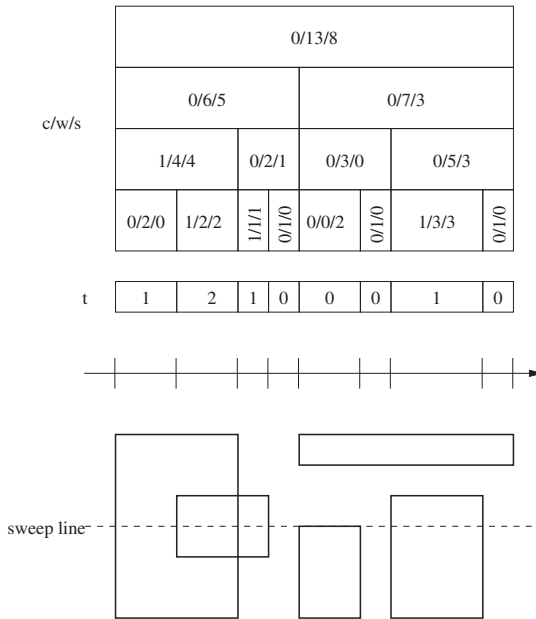 0/13/8
0/6/5 0/7/3
c/w/s
1/4/4 0/2/1 0/3/0 0/5/3
0/2/0 1/2/2 1/1/1 0/1/0 0/0/2 0/1/0 1/3/3 0/1/0
t 1 2 1 0 0 0 1 0
sweep line